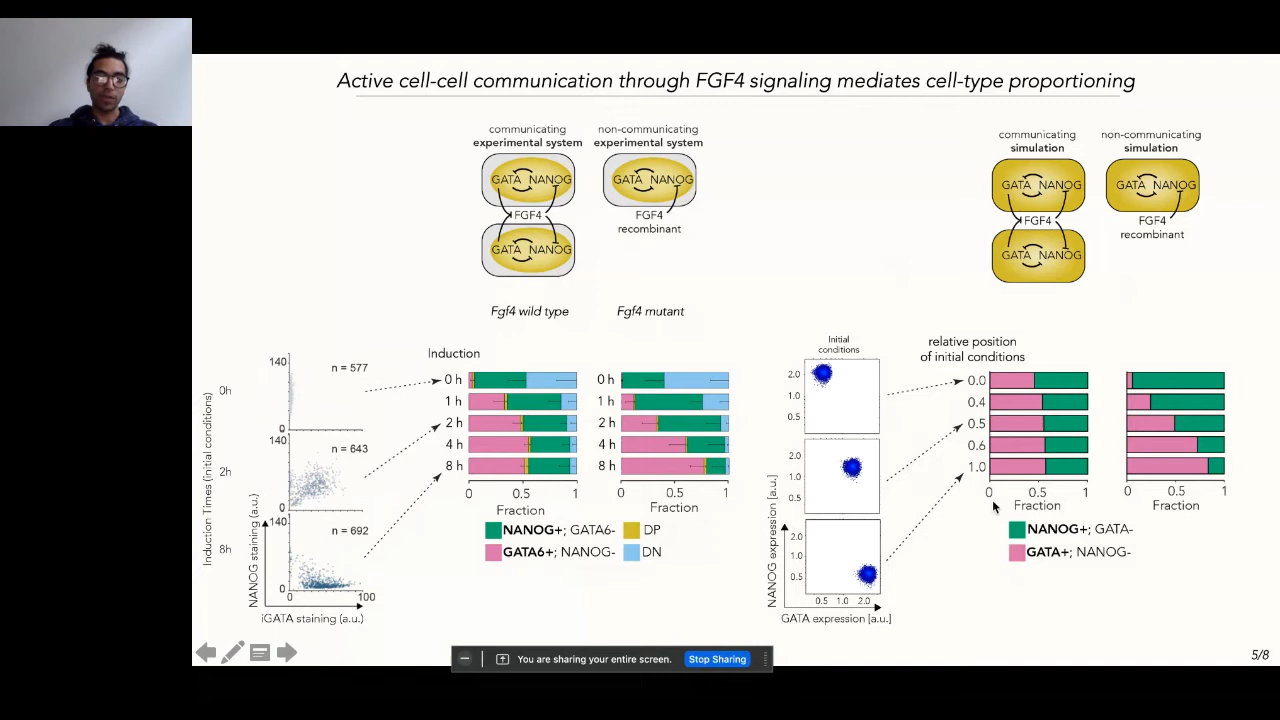 Active cell-cell communication through FGF4 signaling mediates cell-type proportioning
communicating
experimental system
non-communicating
experimental system
GATA NANOG
FGF4
GATA NANOG
GATA NANOG
FGF4
recombinant
Fgf4 wild type
Fgf4 mutant
communicating
simulation
non-communicating
simulation
GATA NANOG
FGF4
GATA NANOG
GATA NANOG
FGF4
recombinant
Induction Times (initial conditions)
0h
2h
8h
NANOG staining (a.u.)
140
n = 577
0
140
n = 643
0
140
n = 692
0
0 100
iGATA staining (a.u.)
Induction
0 h
1 h
2 h
4 h
8 h
0 0.5 1
Fraction
0 h
1 h
2 h
4 h
8 h
0 0.5 1
Fraction
NANOG+; GATA6-
DP
GATA6+; NANOG-
DN
Initial
conditions
NANOG expression [a.u.]
2.0
1.0
0.5
2.0
1.0
0.5
2.0
1.0
0.5
0.5 1.0 2.0
GATA expression [a.u.]
relative position
of initial conditions
0.0
0.4
0.5
0.6
1.0
0 0.5 1
Fraction
0 0.5 1
Fraction
NANOG+; GATA-
GATA+; NANOG-
You are sharing your entire screen.
Stop Sharing
5/8